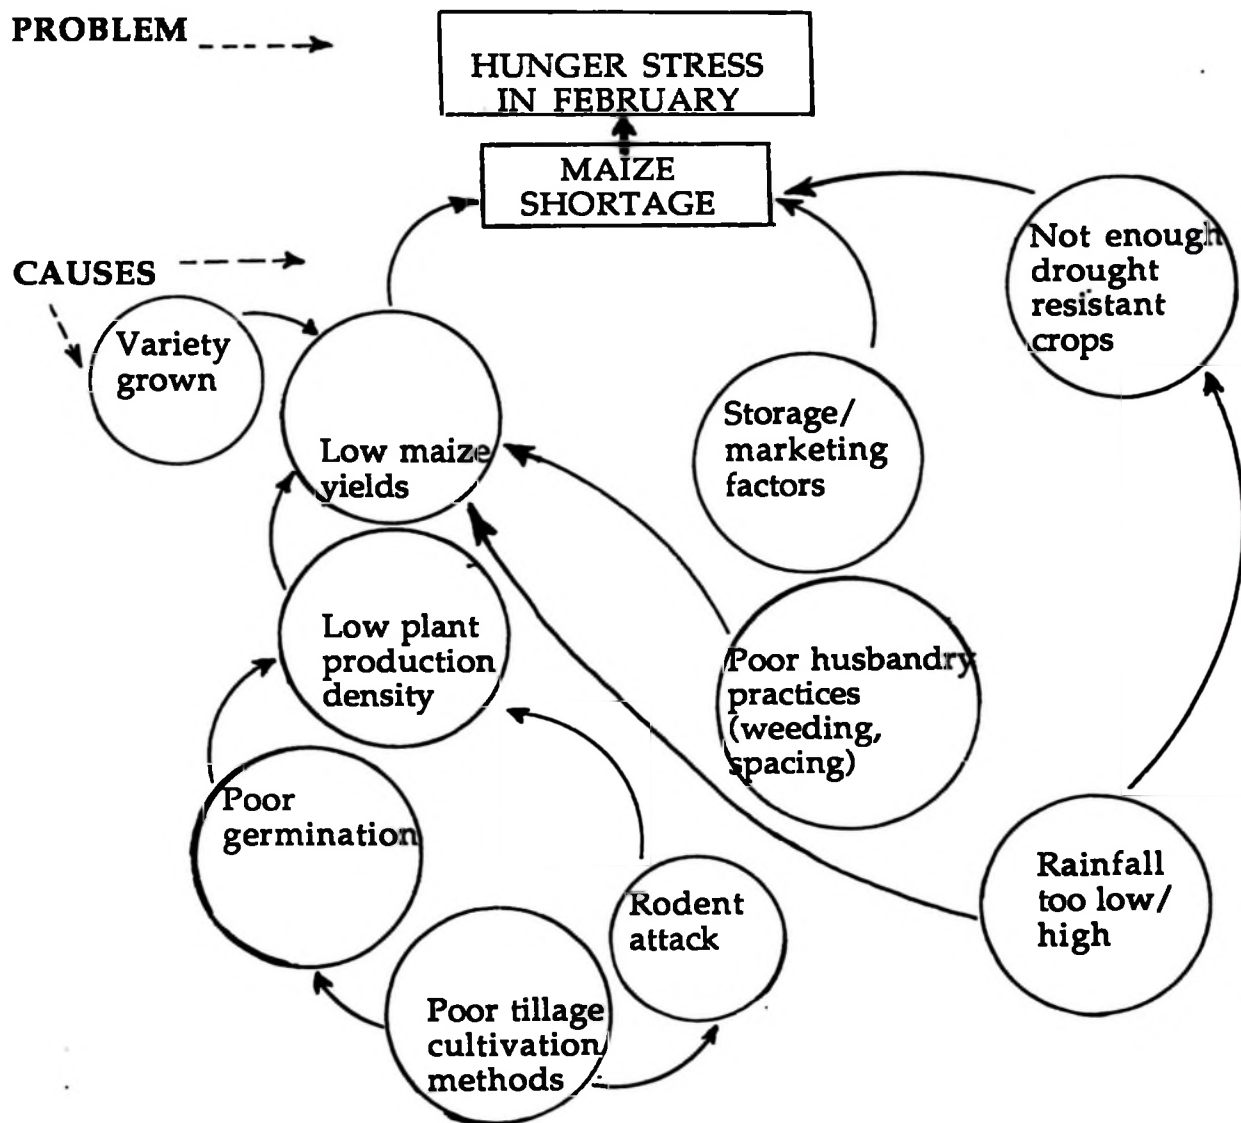 PROBLEM
HUNGER STRESS
IN FEBRUARY
MAIZE
SHORTAGE
CAUSES
Variety
grown
Low maize
yields
Storage/
marketing
factors
Not enough
drought
resistant
crops
Low plant
production
density
Poor husbandry
practices
(weeding,
spacing)
Poor
germination
Rodent
attack
Rainfall
too low/
high
Poor tillage
cultivation/
methods